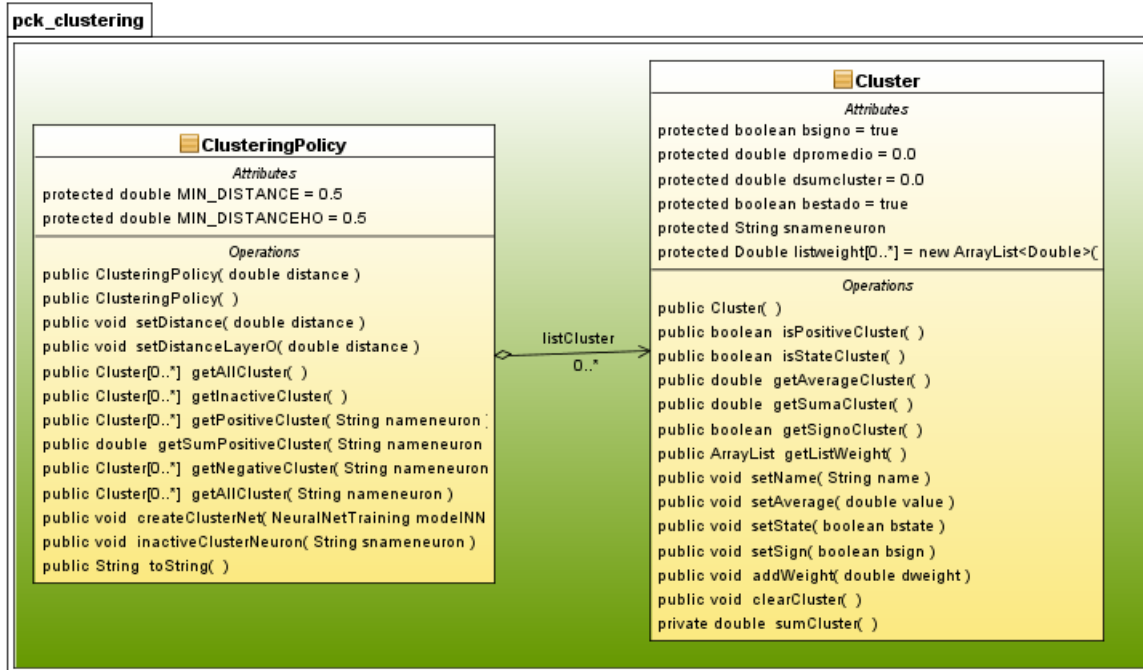 pck_clustering
ClusteringPolicy
Attributes
protected double MIN_DISTANCE = 0.5
protected double MIN_DISTANCEHO = 0.5
Operations
public ClusteringPolicy( double distance )
public ClusteringPolicy( )
public void setDistance( double distance )
public void setDistanceLayerO( double distance )
public Cluster[0..*] getAllCluster( )
public Cluster[0..*] getInactiveCluster( )
public Cluster[0..*] getPositiveCluster( String nameneuron )
public double getSumPositiveCluster( String nameneuron
public Cluster[0..*] getNegativeCluster( String nameneuron
public Cluster[0..*] getAllCluster( String nameneuron )
public void createClusterNet( NeuralNetTraining modelNN
public void inactiveClusterNeuron( String snameneuron )
public String toString( )
listCluster
0..*
Cluster
Attributes
protected boolean bsigno = true
protected double dpromedio = 0.0
protected double dsumcluster = 0.0
protected boolean bestado = true
protected String snameneuron
protected Double listweight[0..*] = new ArrayList<Double>(
Operations
public Cluster( )
public boolean isPositiveCluster( )
public boolean isStateCluster( )
public double getAverageCluster( )
public double getSumaCluster( )
public boolean getSignoCluster( )
public ArrayList getListWeight( )
public void setName( String name )
public void setAverage( double value )
public void setState( boolean bstate )
public void setSign( boolean bsign )
public void addWeight( double dweight )
public void clearCluster( )
private double sumCluster( )